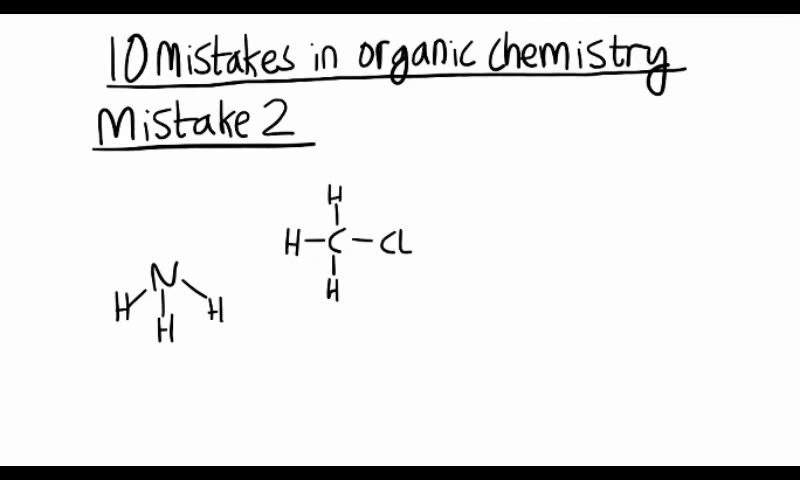 10 Mistakes in organic chemistry
Mistake 2
H
H-C-CL
H
N
H H H